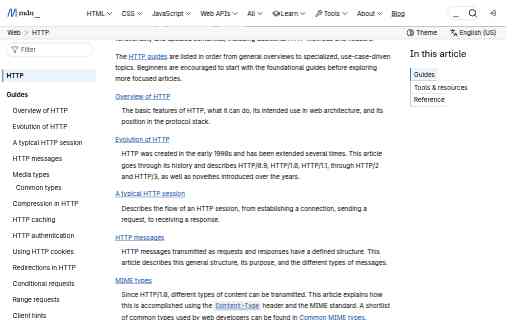 mdn_
HTML
CSS
JavaScript
Web APIs
All
Learn
Tools
About
Blog
Web > HTTP
Theme
English (US)
Filter
HTTP
Guides
Overview of HTTP
Evolution of HTTP
A typical HTTP session
HTTP messages
Media types
Common types
Compression in HTTP
HTTP caching
HTTP authentication
Using HTTP cookies
Redirections in HTTP
Conditional requests
Range requests
Client hints
The HTTP guides are listed in order from general overviews to specialized, use-case-driven
topics. Beginners are encouraged to start with the foundational guides before exploring
more focused articles.
Overview of HTTP
The basic features of HTTP, what it can do, its intended use in web architecture, and its
position in the protocol stack.
Evolution of HTTP
HTTP was created in the early 1990s and has been extended several times. This article
goes through its history and describes HTTP/0.9, HTTP/1.0, HTTP/1.1, through HTTP/2
and HTTP/3, as well as novelties introduced over the years.
A typical HTTP session
Describes the flow of an HTTP session, from establishing a connection, sending a
request, to receiving a response.
HTTP messages
HTTP messages transmitted as requests and responses have a defined structure. This
article describes this general structure, its purpose, and the different types of messages.
MIME types
Since HTTP/1.0, different types of content can be transmitted. This article explains how
this is accomplished using the Content-Type header and the MIME standard. A shortlist
of common types used by web developers can be found in Common MIME types.
In this article
Guides
Tools & resources
Reference